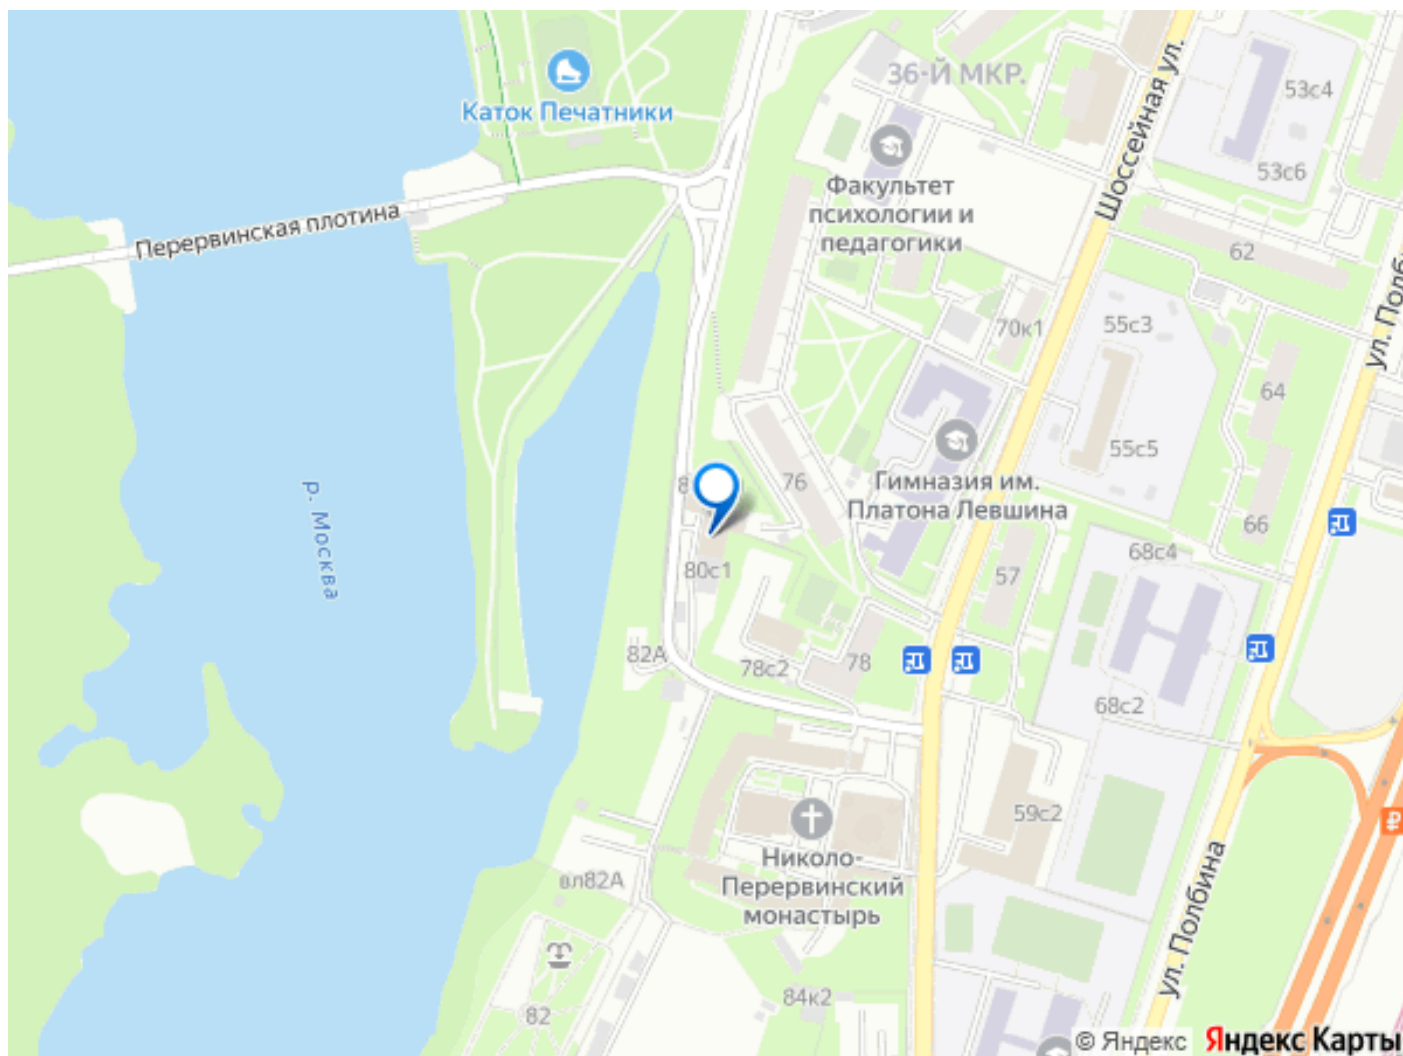 36-Й МКР.
Каток Печатники
53с4
53с6
Шоссейная ул.
Факультет
психологии и
педагогики
Перервинская плотина
62
ул. Полб
70к1
55с3
64
55с5
76
Гимназия им.
Платона Левшина
66
р. Москва
68с4
80с1
57
82А
78с2
78
68с2
59с2
Николо-
Перервинский
монастырь
вл82А
ул. Полбина
84к2
82
© Яндекс
Яндекс Карты